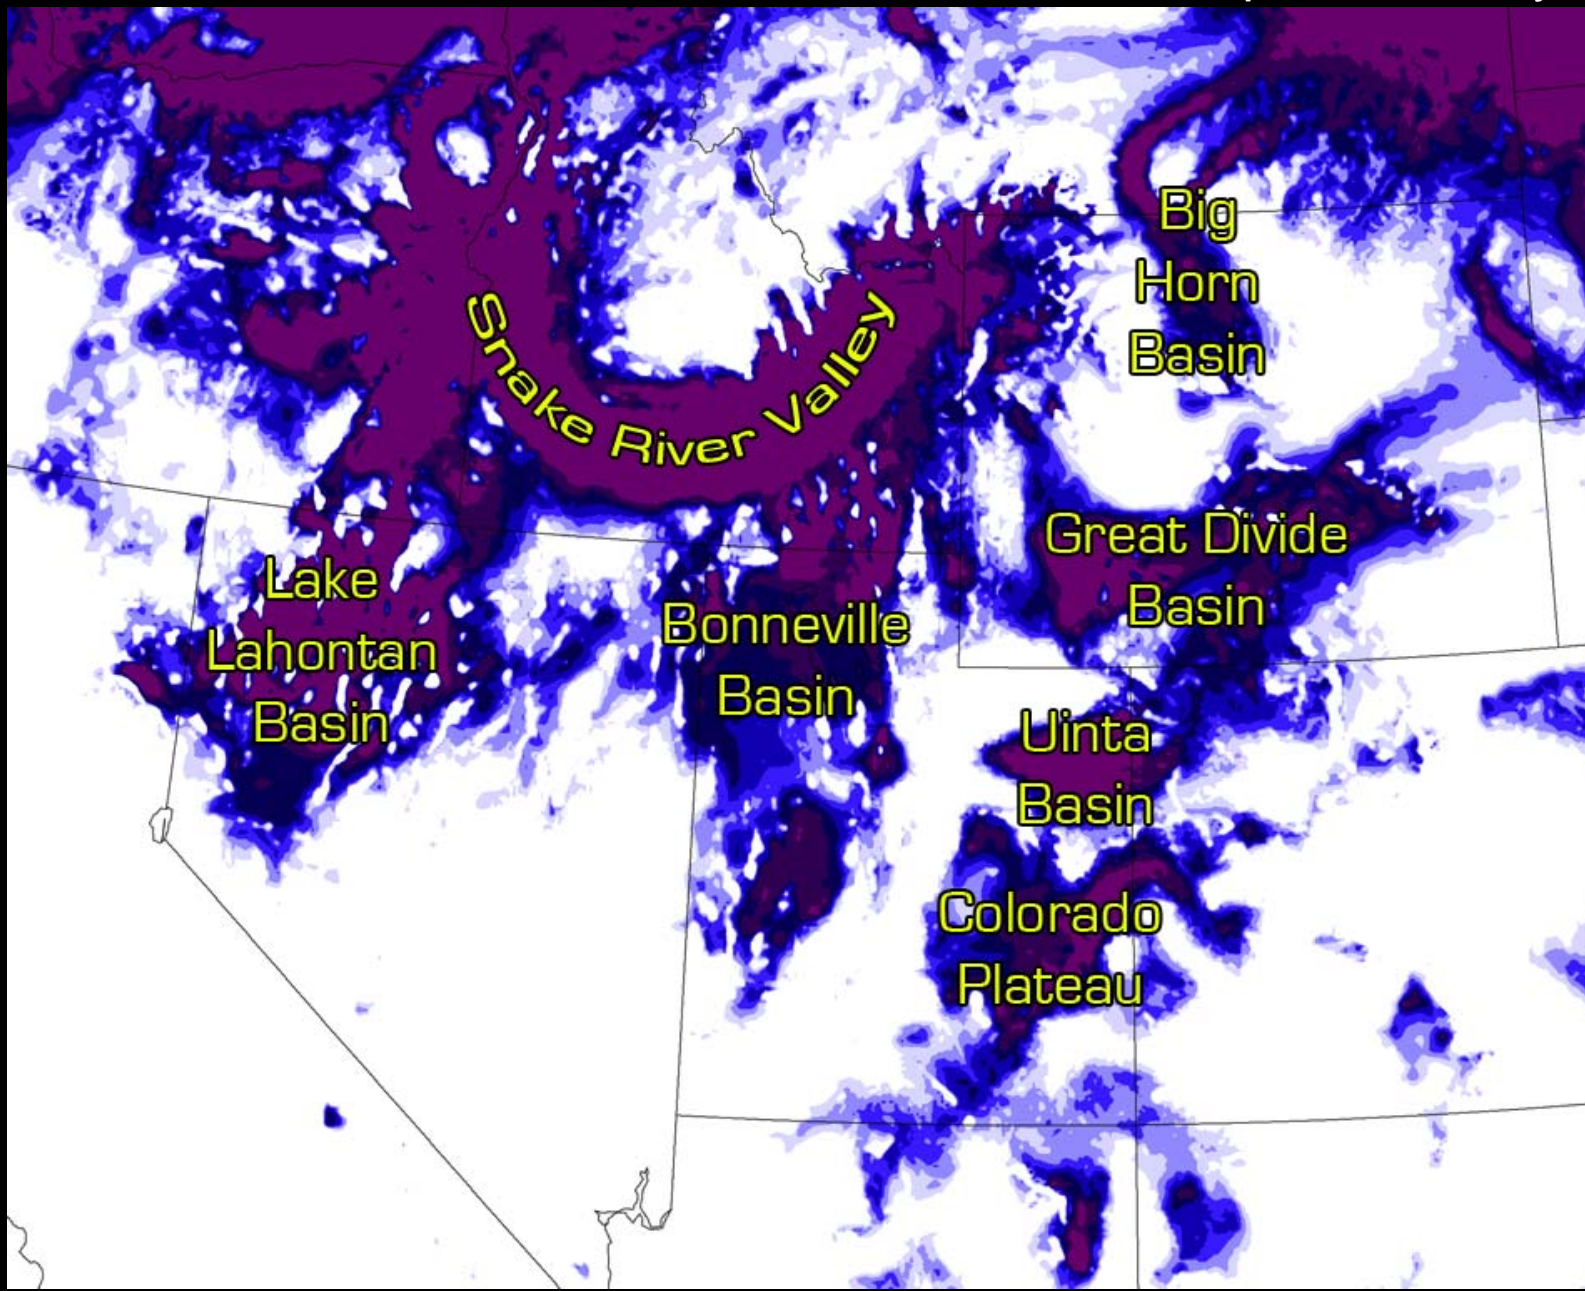 Big
Horn
Basin
Snake River Valley
Great Divide
Basin
Lake
Lahontan
Basin
Bonneville
Basin
Uinta
Basin
Colorado
Plateau